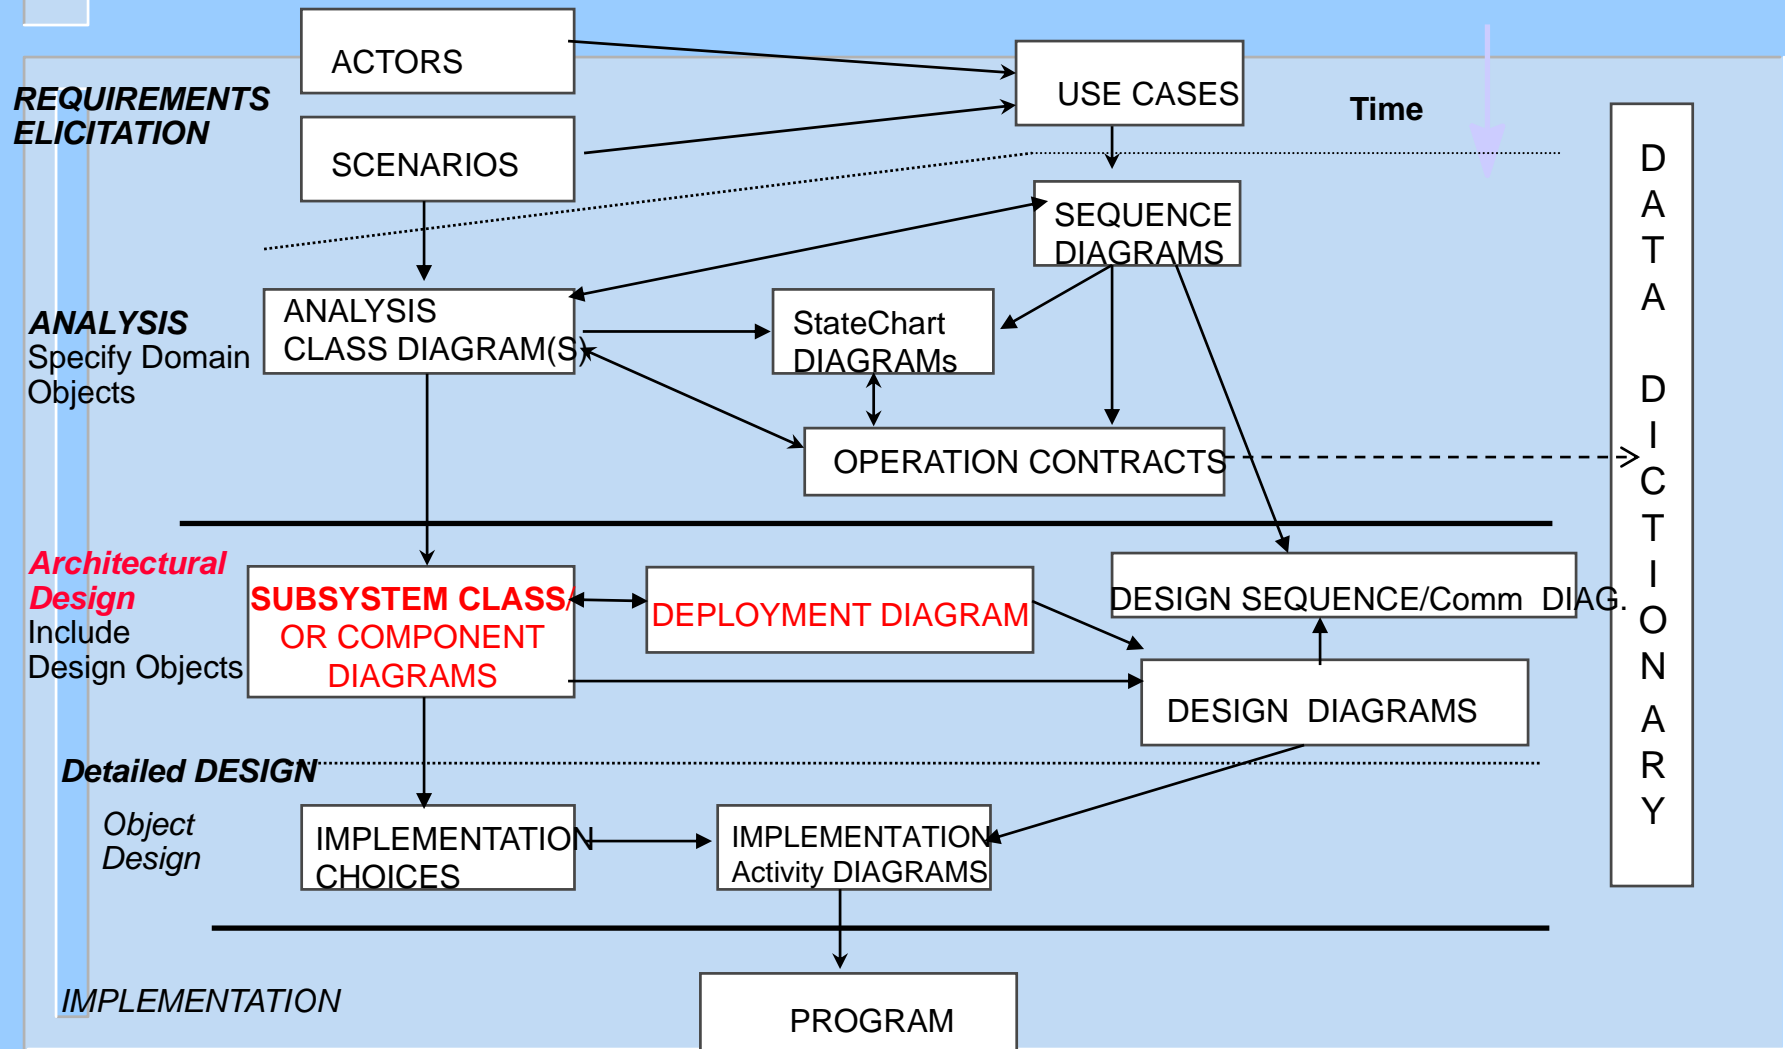 ACTORS
USE CASES
Time
REQUIREMENTS
ELICITATION
SCENARIOS
SEQUENCE
DIAGRAMS
ANALYSIS
Specify Domain
Objects
ANALYSIS
CLASS DIAGRAM(S)
StateChart
DIAGRAMs
OPERATION CONTRACTS
Architectural
Design
Include
Design Objects
SUBSYSTEM CLASS/
OR COMPONENT
DIAGRAMS
DEPLOYMENT DIAGRAM
DESIGN SEQUENCE/Comm DIAG.
DESIGN DIAGRAMS
Detailed DESIGN
Object
Design
IMPLEMENTATION
CHOICES
IMPLEMENTATION
Activity DIAGRAMS
IMPLEMENTATION
PROGRAM
D
A
T
A
D
I
C
T
I
O
N
A
R
Y